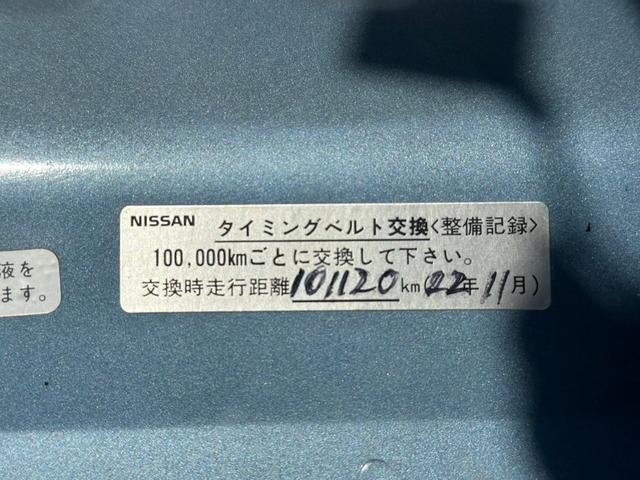 NISSAN タイミングベルト交換<整備記録>
100,000kmごとに交換して下さい。
交換時走行距離101120km(22年11月)
液を
ます。